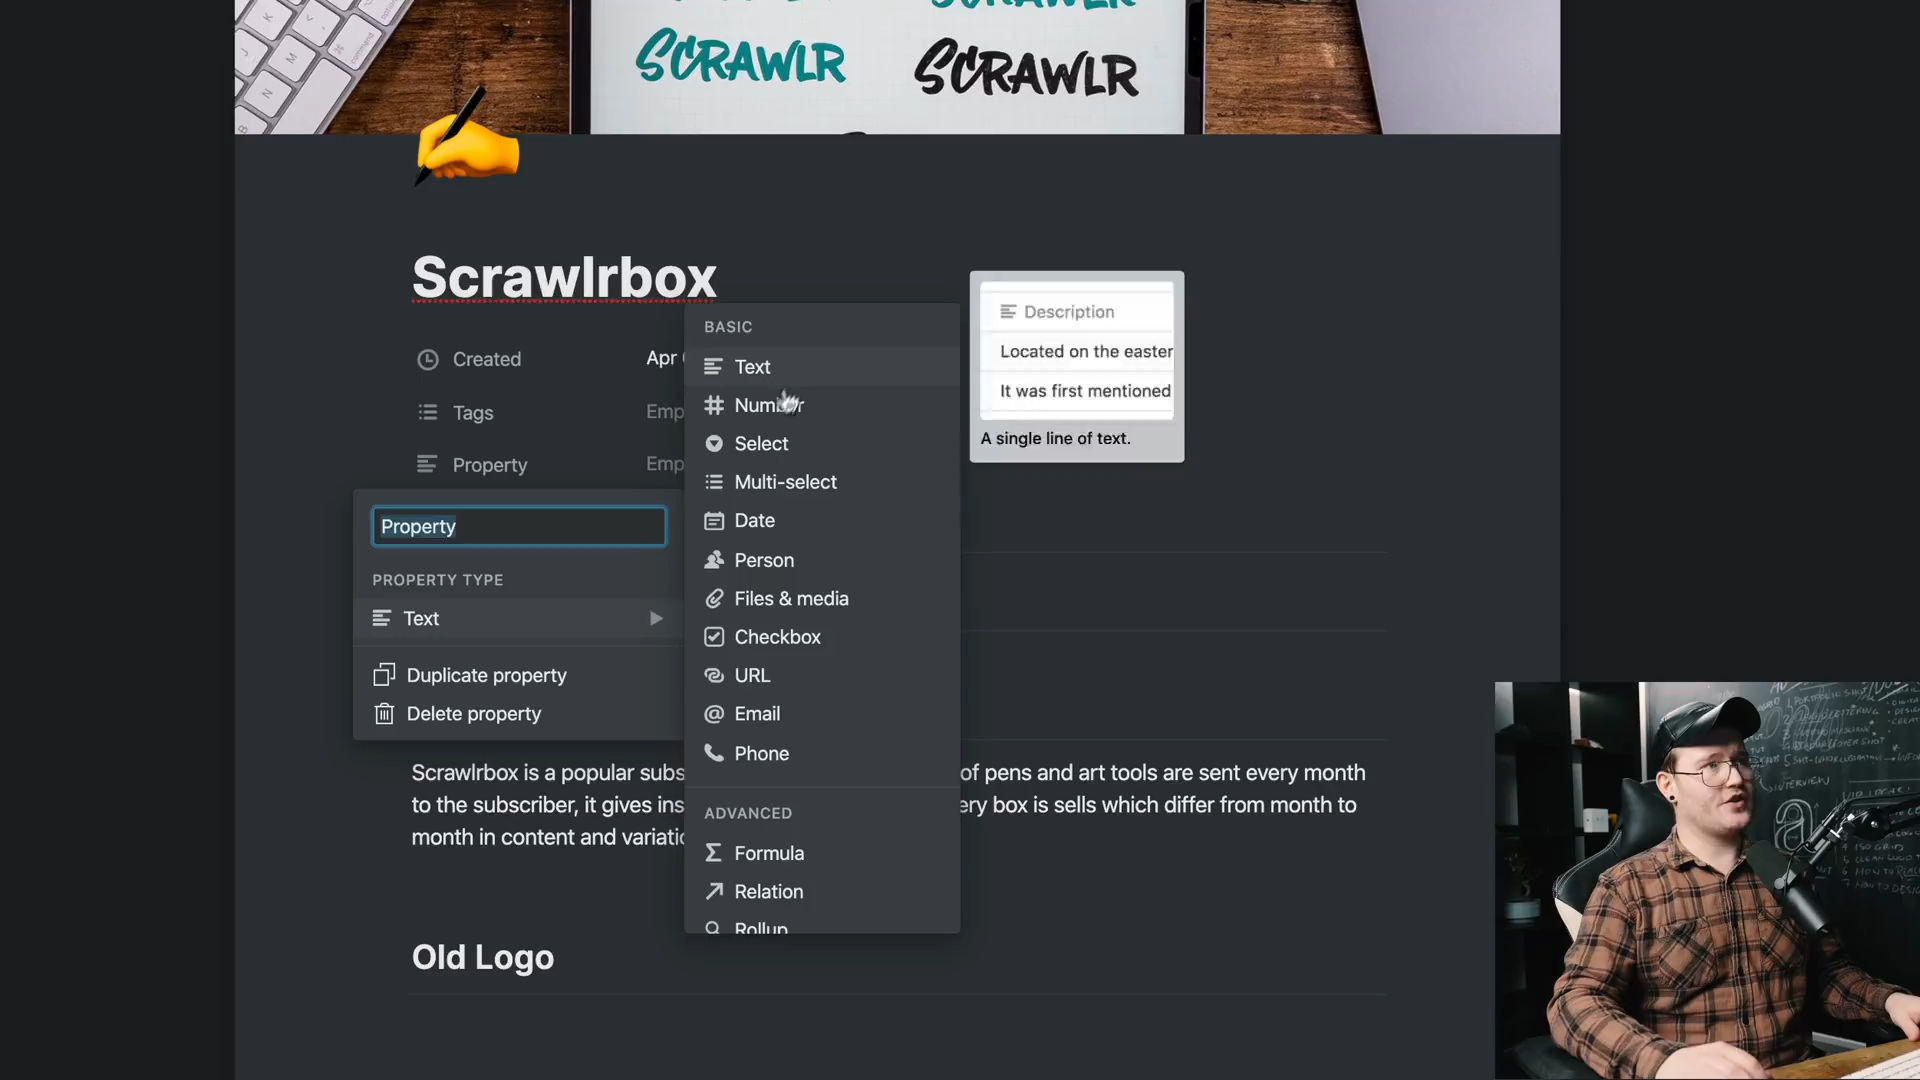 SCRAWLR
SCRAWLR
SCRAWLR
Scrawlrbox
Created
Apr
Tags
Property
Property
PROPERTY TYPE
Text
Duplicate property
Delete property
BASIC
Text
Number
Select
Multi-select
Date
Person
Files & media
Checkbox
URL
Email
Phone
ADVANCED
Formula
Relation
Rollup
Description
Located on the easter
It was first mentioned
A single line of text.
Scrawlrbox is a popular subs of pens and art tools are sent every month
to the subscriber, it gives ins ery box is sells which differ from month to
month in content and variatio
Old Logo
INTERVIEW